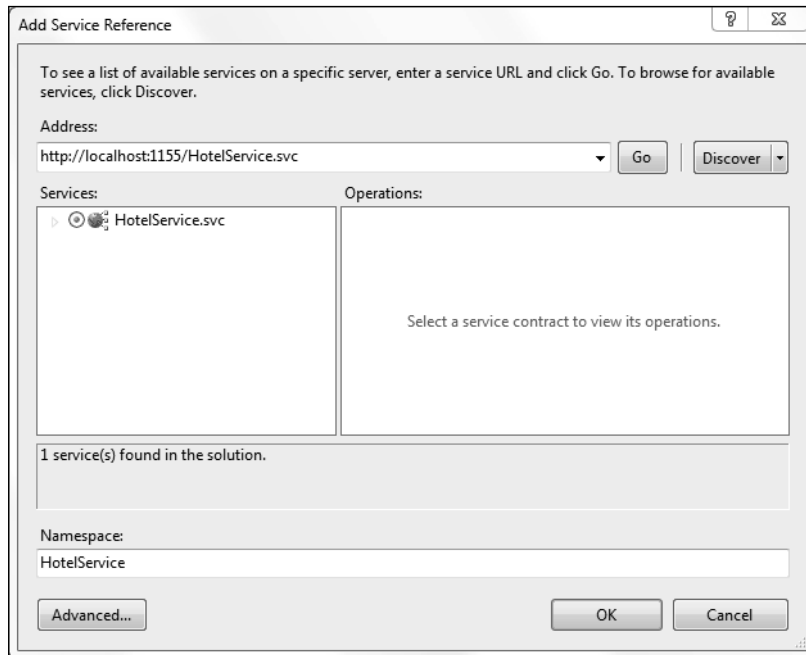 Add Service Reference
To see a list of available services on a specific server, enter a service URL and click Go. To browse for available
services, click Discover.
Address:
http://localhost:1155/HotelService.svc
Go
Discover
Services:
Operations:
HotelService.svc
Select a service contract to view its operations.
1 service(s) found in the solution.
Namespace:
HotelService
Advanced...
OK
Cancel